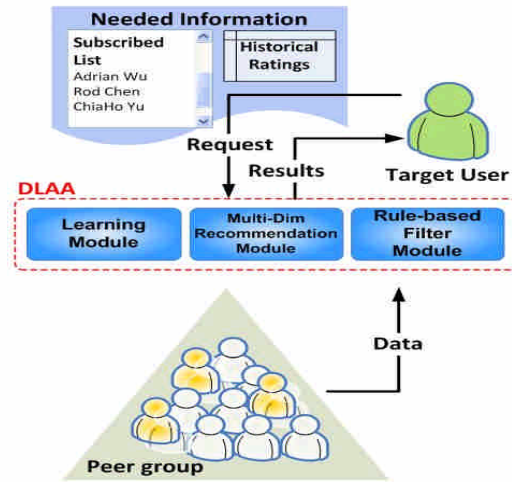 Needed Information
Subscribed
List
Adrian Wu
Rod Chen
ChiaHo Yu
Historical
Ratings
Request
Results
Target User
DLAA
Learning
Module
Multi-Dim
Recommendation
Module
Rule-based
Filter
Module
Data
Peer group